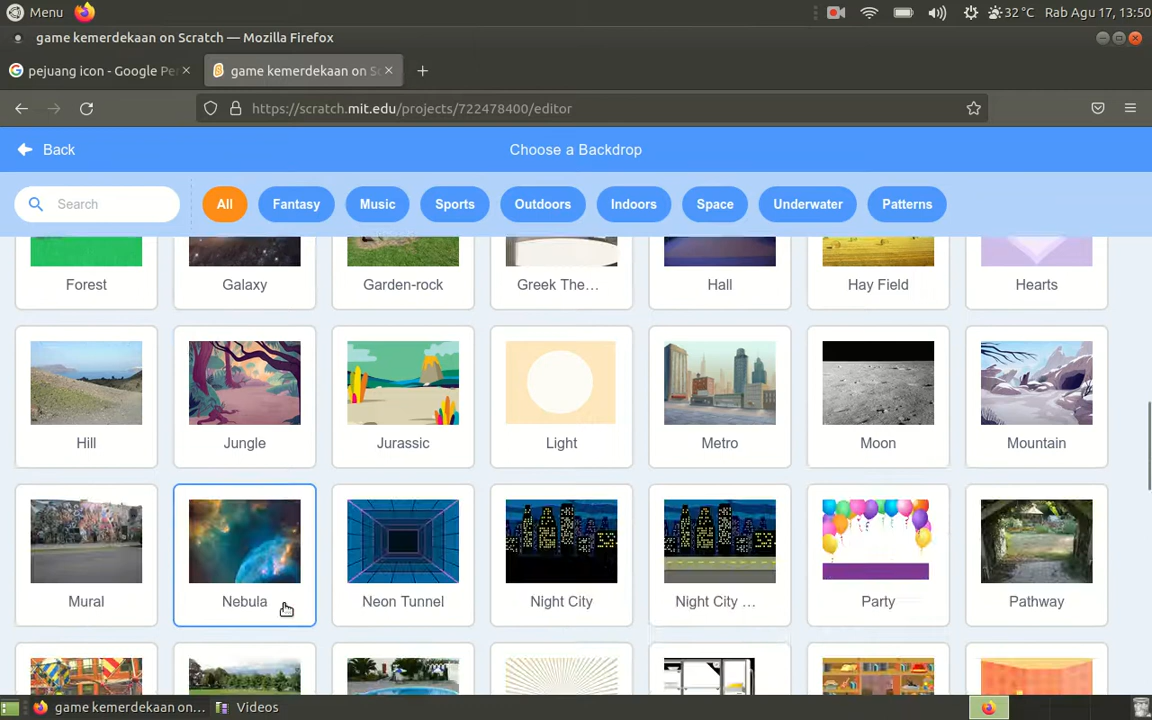 Menu
32 °C Rab Agu 17, 13:50
game kemerdekaan on Scratch — Mozilla Firefox
pejuang icon - Google Pe
game kemerdekaan on Sc
https://scratch.mit.edu/projects/722478400/editor
Back
Choose a Backdrop
Search
All Fantasy Music Sports Outdoors Indoors Space Underwater Patterns
Forest Galaxy Garden-rock Greek The... Hall Hay Field Hearts
Hill Jungle Jurassic Light Metro Moon Mountain
Mural Nebula Neon Tunnel Night City Night City ... Party Pathway
game kemerdekaan on...
Videos